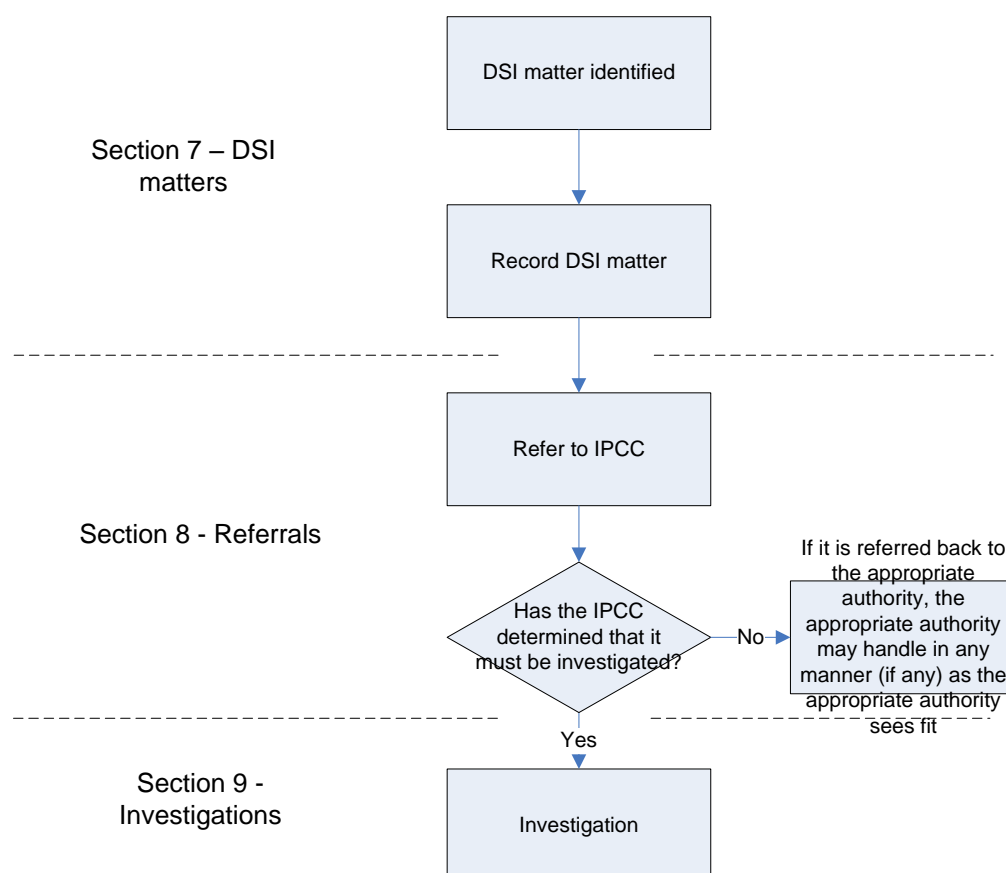 DSI matter identified
Section 7 – DSI
matters
Record DSI matter
Refer to IPCC
Section 8 - Referrals
Has the IPCC
determined that it
must be investigated?
No
If it is referred back to
the appropriate
authority, the
appropriate authority
may handle in any
manner (if any) as the
appropriate authority
sees fit
Yes
Section 9 -
Investigations
Investigation